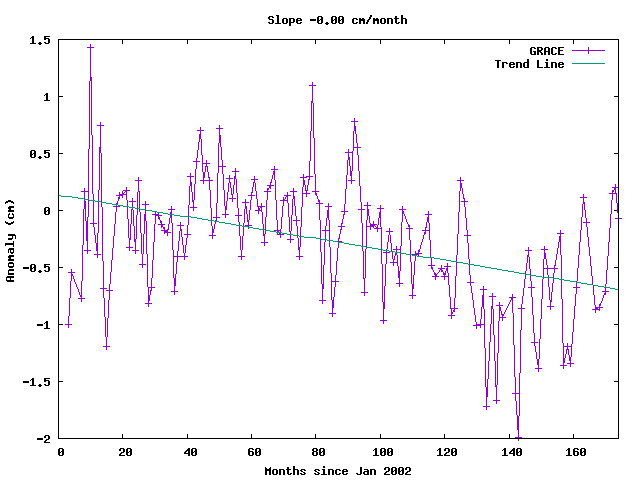 Slope -0.00 cm/month
1.5
GRACE
Trend Line
1
0.5
0
-0.5
-1
-1.5
-2
Anomaly (cm)
0 20 40 60 80 100 120 140 160
Months since Jan 2002